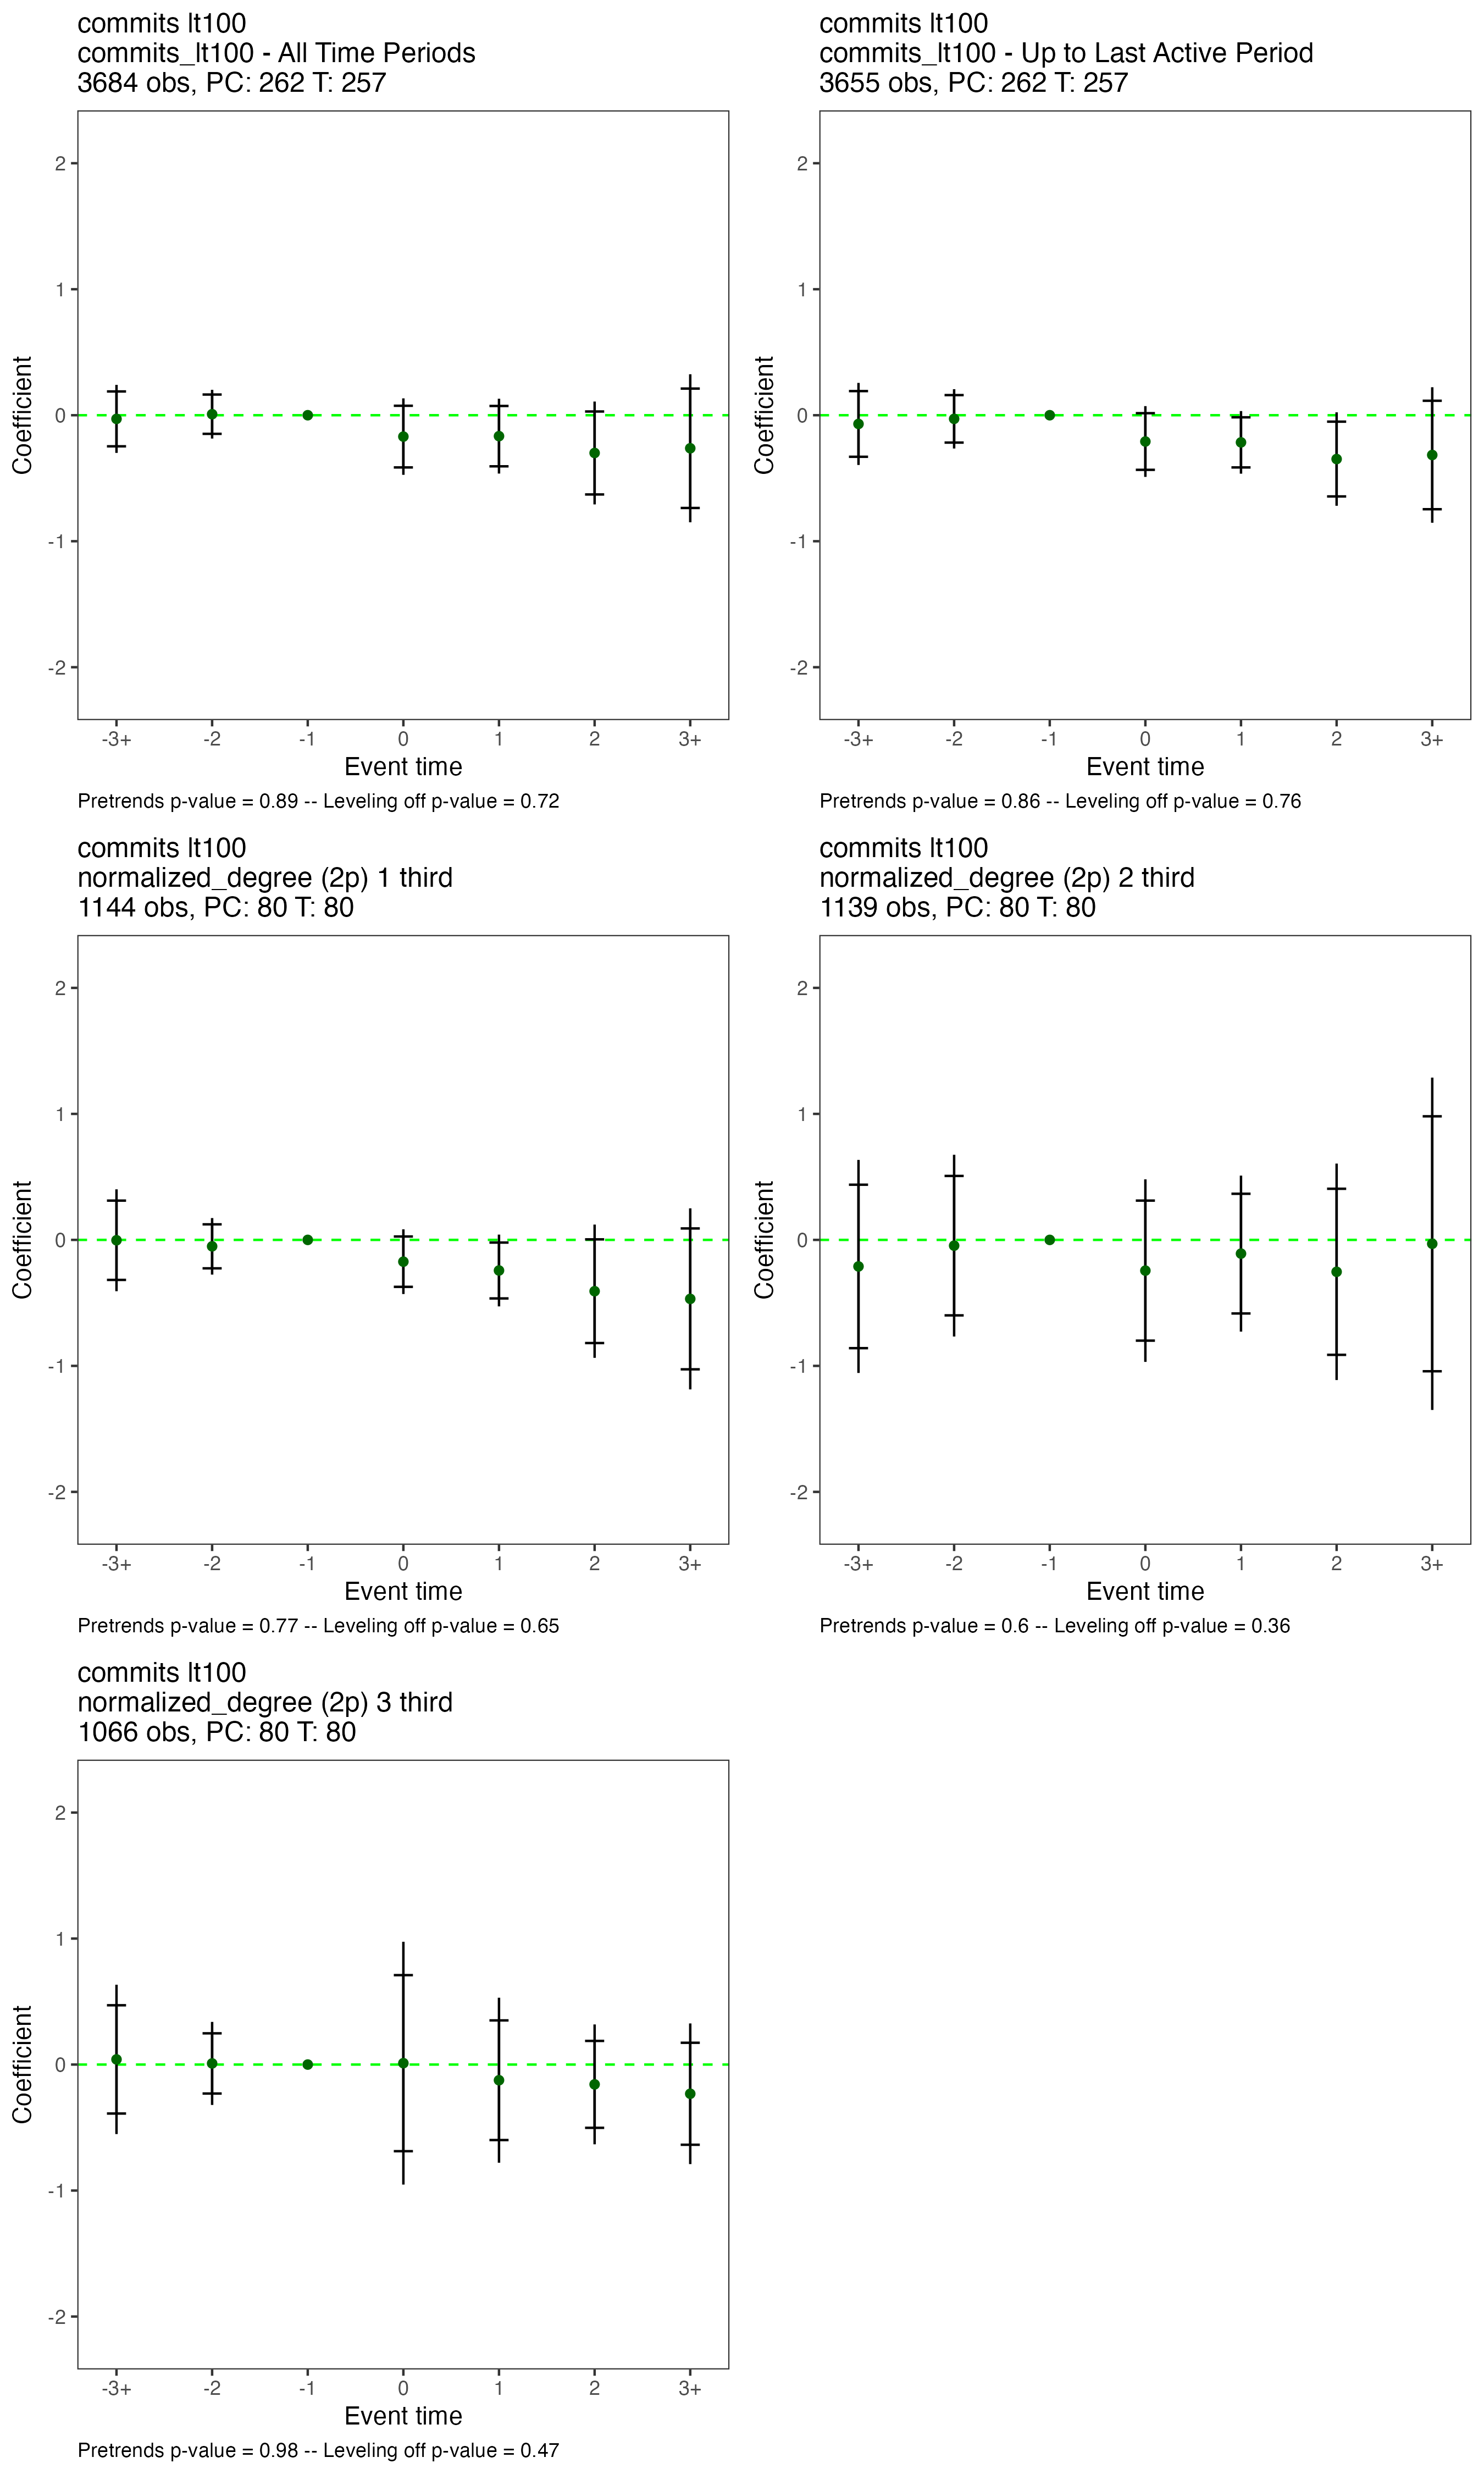 commits lt100
commits_lt100 - All Time Periods
3684 obs, PC: 262 T: 257
2
1
0
-1
-2
Coefficient
-3+ -2 -1 0 1 2 3+
Event time
Pretrends p-value = 0.89 -- Leveling off p-value = 0.72
commits lt100
commits_lt100 - Up to Last Active Period
3655 obs, PC: 262 T: 257
2
1
0
-1
-2
Coefficient
-3+ -2 -1 0 1 2 3+
Event time
Pretrends p-value = 0.86 -- Leveling off p-value = 0.76
commits lt100
normalized_degree (2p) 1 third
1144 obs, PC: 80 T: 80
2
1
0
-1
-2
Coefficient
-3+ -2 -1 0 1 2 3+
Event time
Pretrends p-value = 0.77 -- Leveling off p-value = 0.65
commits lt100
normalized_degree (2p) 2 third
1139 obs, PC: 80 T: 80
2
1
0
-1
-2
Coefficient
-3+ -2 -1 0 1 2 3+
Event time
Pretrends p-value = 0.6 -- Leveling off p-value = 0.36
commits lt100
normalized_degree (2p) 3 third
1066 obs, PC: 80 T: 80
2
1
0
-1
-2
Coefficient
-3+ -2 -1 0 1 2 3+
Event time
Pretrends p-value = 0.98 -- Leveling off p-value = 0.47